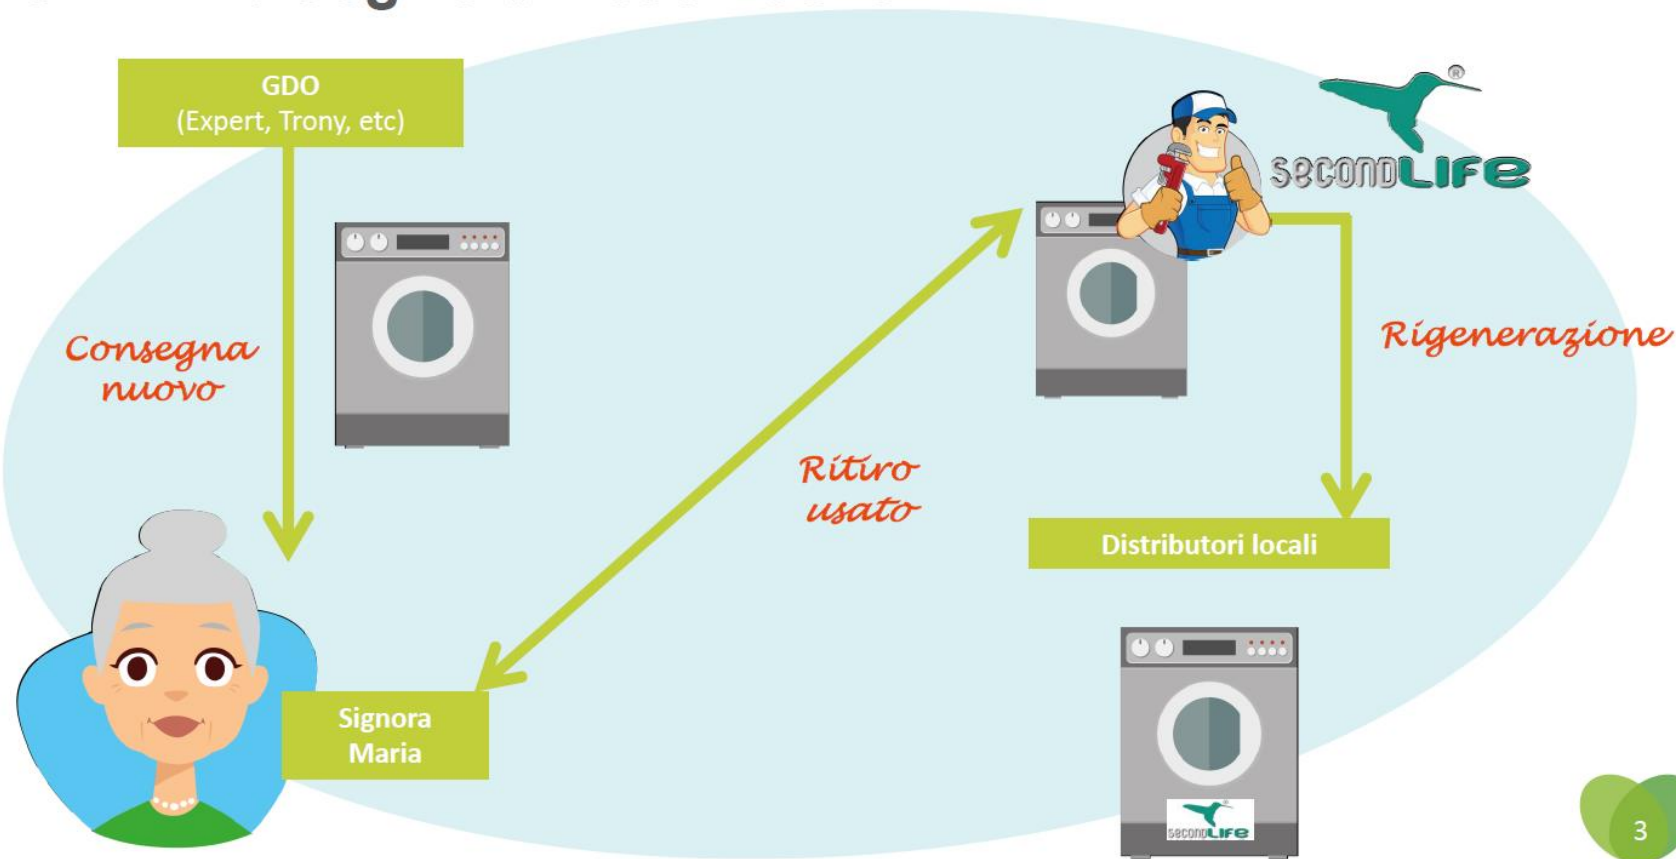 GDO
(Expert, Trony, etc)
®
secondLIFe
Consegna
nuovo
Rigenerazione
Ritiro
usato
Distributori locali
Signora
Maria
secondLIFe
3